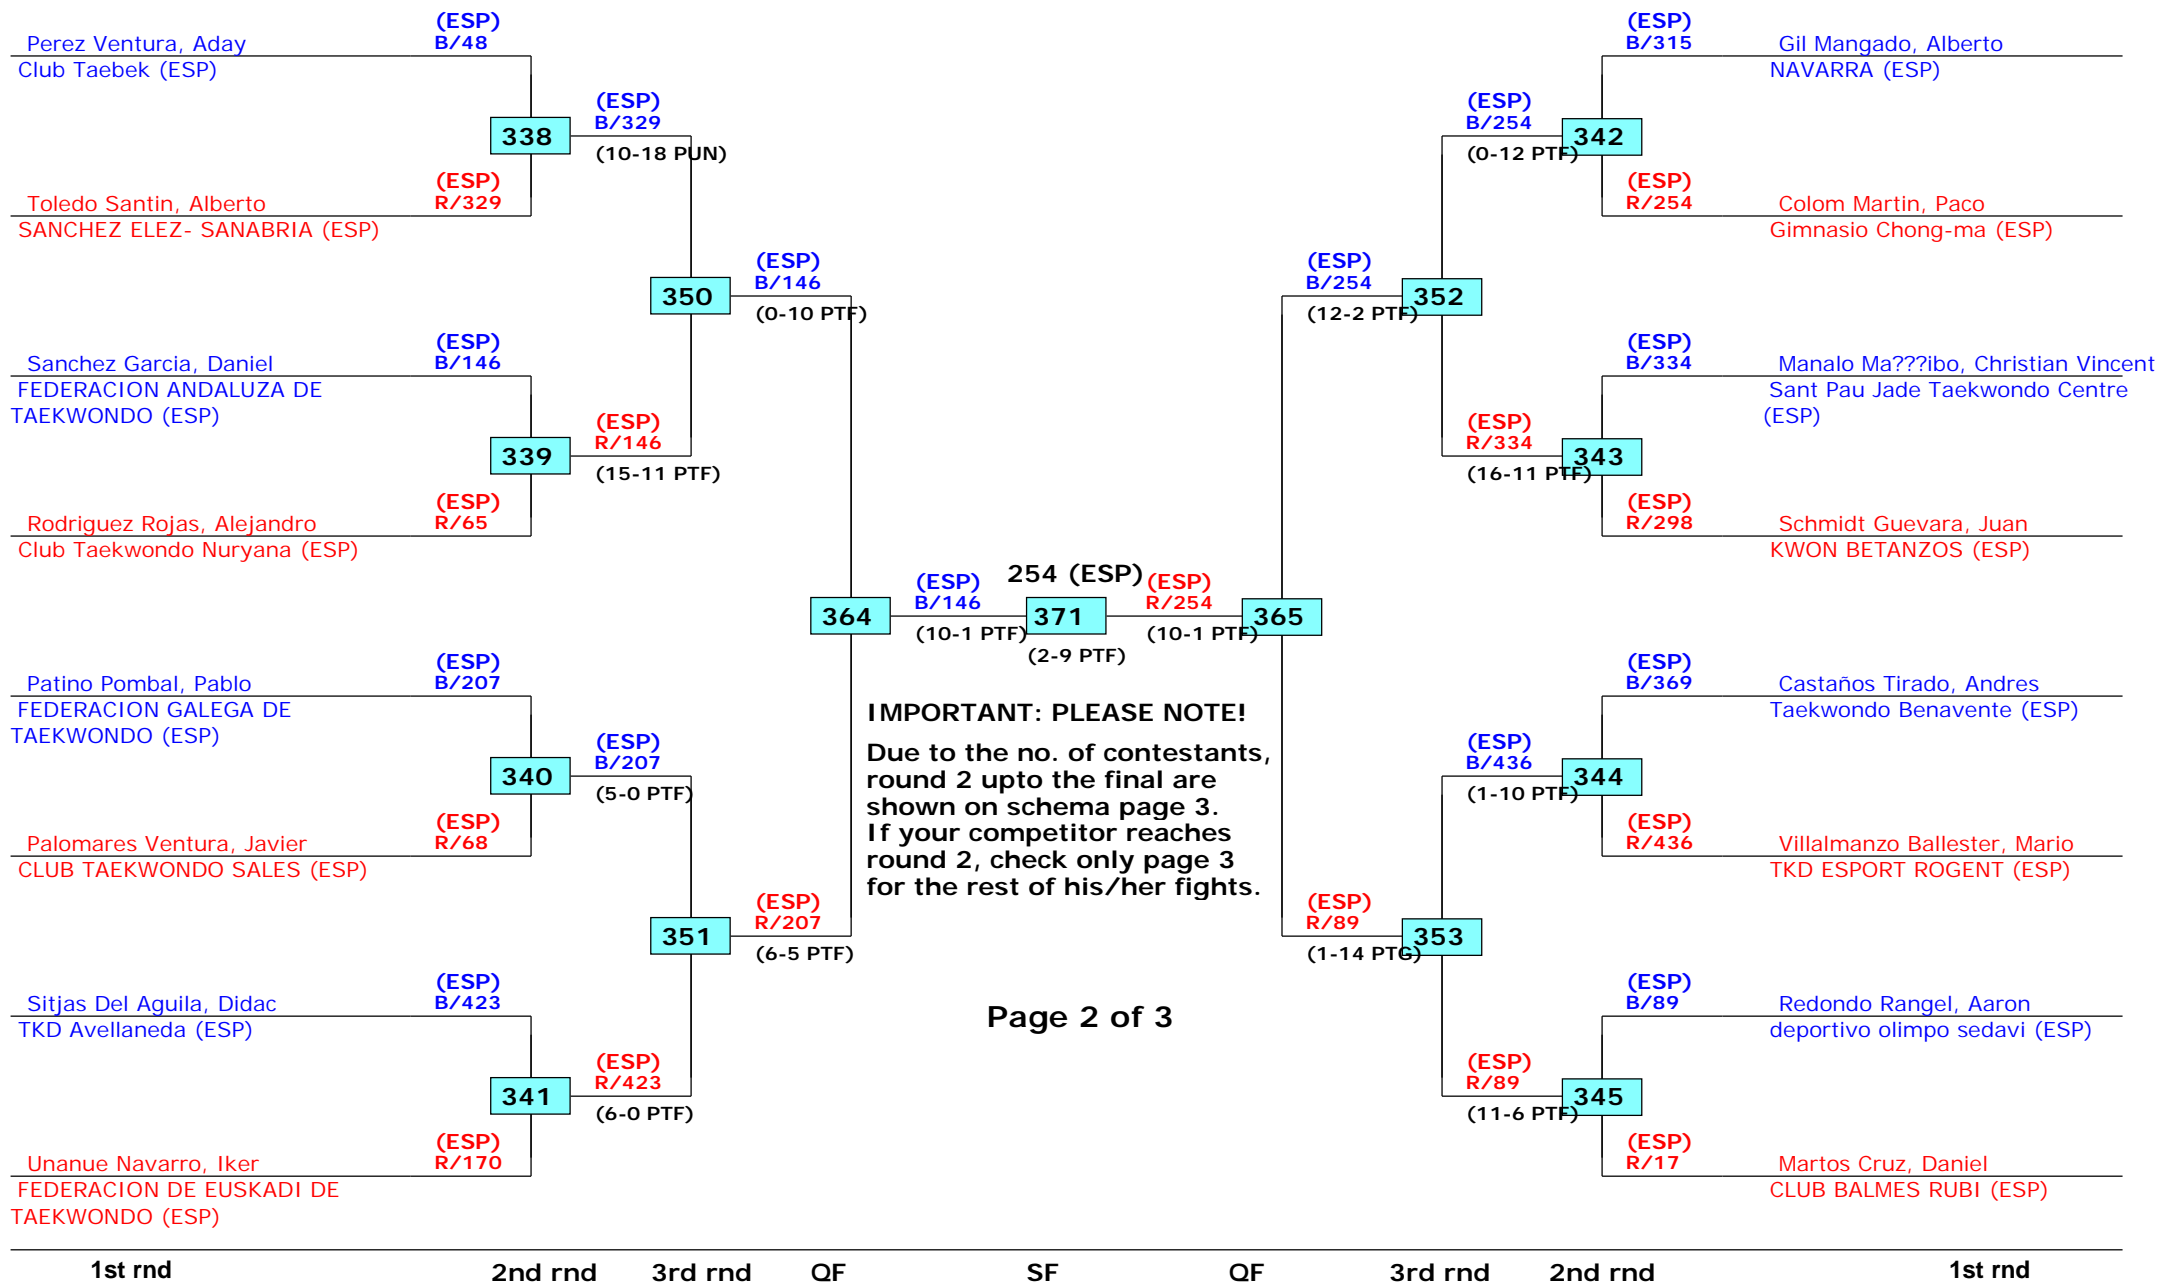 (ESP)
Perez Ventura, Aday B/48
Club Taebek (ESP)
(ESP)
B/329
338
(10-18 PUN)
(ESP)
Toledo Santin, Alberto R/329
SANCHEZ ELEZ- SANABRIA (ESP)
(ESP)
350 B/146
(0-10 PTF)
(ESP)
Sanchez Garcia, Daniel B/146
FEDERACION ANDALUZA DE
TAEKWONDO (ESP)
(ESP)
R/146
339
(15-11 PTF)
(ESP)
Rodriguez Rojas, Alejandro R/65
Club Taekwondo Nuryana (ESP)
364
(ESP)
B/146
(10-1 PTF)
254 (ESP)
371
(2-9 PTF)
(ESP)
R/254
(10-1 PTF)
365
(ESP)
Patino Pombal, Pablo B/207
FEDERACION GALEGA DE
TAEKWONDO (ESP)
(ESP)
B/207
340
(5-0 PTF)
(ESP)
Palomares Ventura, Javier R/68
CLUB TAEKWONDO SALES (ESP)
(ESP)
351 R/207
(6-5 PTF)
(ESP)
Sitjas Del Aguila, Didac B/423
TKD Avellaneda (ESP)
(ESP)
R/423
341
(6-0 PTF)
(ESP)
Unanue Navarro, Iker R/170
FEDERACION DE EUSKADI DE
TAEKWONDO (ESP)
IMPORTANT: PLEASE NOTE!
Due to the no. of contestants,
round 2 upto the final are
shown on schema page 3.
If your competitor reaches
round 2, check only page 3
for the rest of his/her fights.
Page 2 of 3
(ESP)
B/315 Gil Mangado, Alberto
NAVARRA (ESP)
(ESP)
B/254
342
(0-12 PTF)
(ESP)
R/254 Colom Martin, Paco
Gimnasio Chong-ma (ESP)
(ESP)
B/254 352
(12-2 PTF)
(ESP)
B/334 Manalo Ma???ibo, Christian Vincent
Sant Pau Jade Taekwondo Centre
(ESP)
(ESP)
R/334
343
(16-11 PTF)
(ESP)
R/298 Schmidt Guevara, Juan
KWON BETANZOS (ESP)
(ESP)
B/369 Castaños Tirado, Andres
Taekwondo Benavente (ESP)
(ESP)
B/436
344
(1-10 PTF)
(ESP)
R/436 Villalmanzo Ballester, Mario
TKD ESPORT ROGENT (ESP)
(ESP)
R/89 353
(1-14 PTG)
(ESP)
B/89 Redondo Rangel, Aaron
deportivo olimpo sedavi (ESP)
(ESP)
R/89
345
(11-6 PTF)
(ESP)
R/17 Martos Cruz, Daniel
CLUB BALMES RUBI (ESP)
1st rnd 2nd rnd 3rd rnd QF SF QF 3rd rnd 2nd rnd 1st rnd